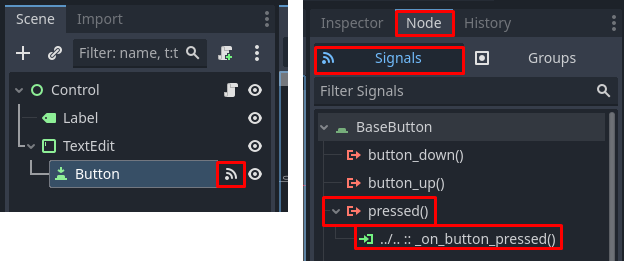 Scene Import
Filter: name, t:t
Control
Label
TextEdit
Button
Inspector Node History
Signals Groups
Filter Signals
BaseButton
button_down()
button_up()
pressed()
../.. :: _on_button_pressed()